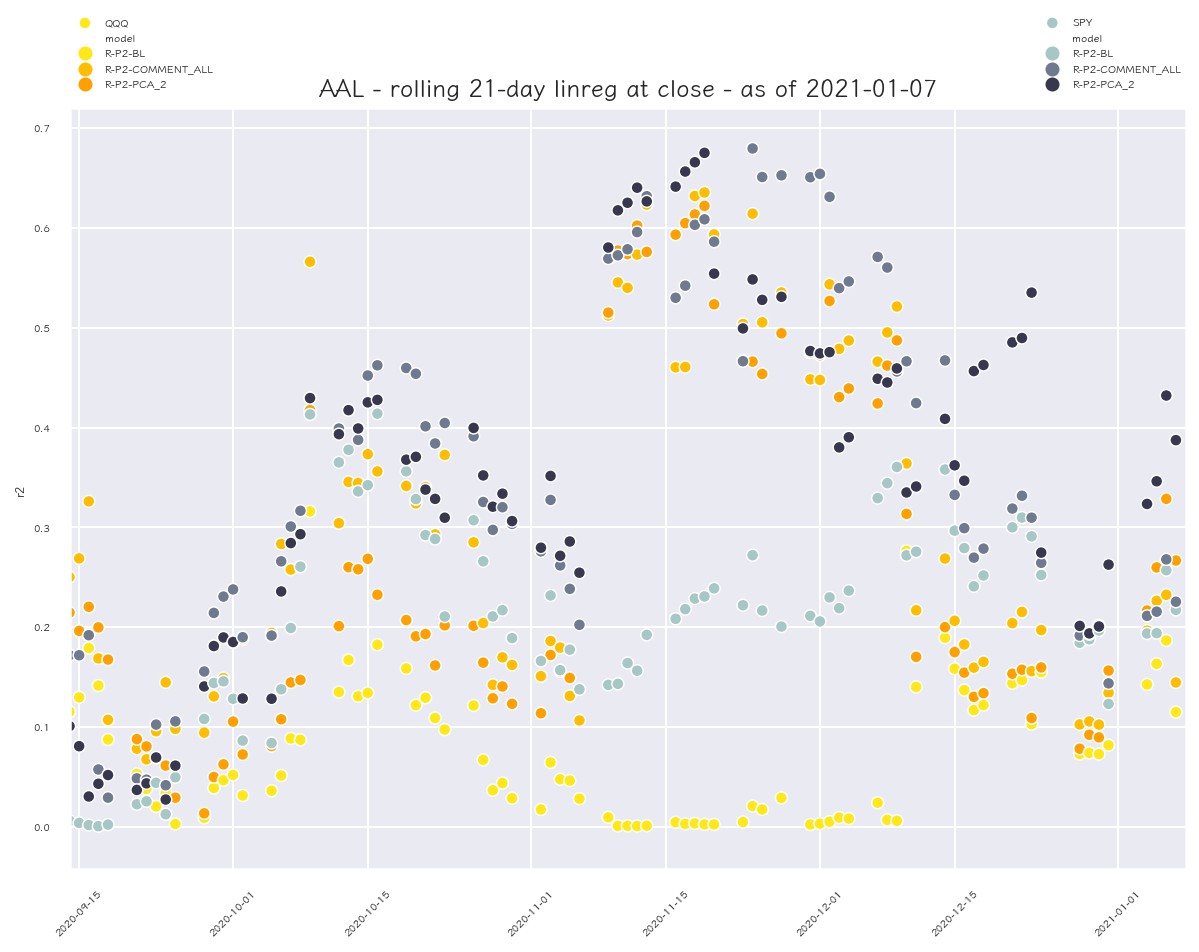 QQQ
model
R-P2-BL
R-P2-COMMENT_ALL
R-P2-PCA_2
SPY
model
R-P2-BL
R-P2-COMMENT_ALL
R-P2-PCA_2
AAL - rolling 21-day linreg at close - as of 2021-01-07
0.7
0.6
0.5
0.4
0.3
0.2
0.1
0.0
r2
2020-09-15
2020-10-01
2020-10-15
2020-11-01
2020-11-15
2020-12-01
2020-12-15
2021-01-01